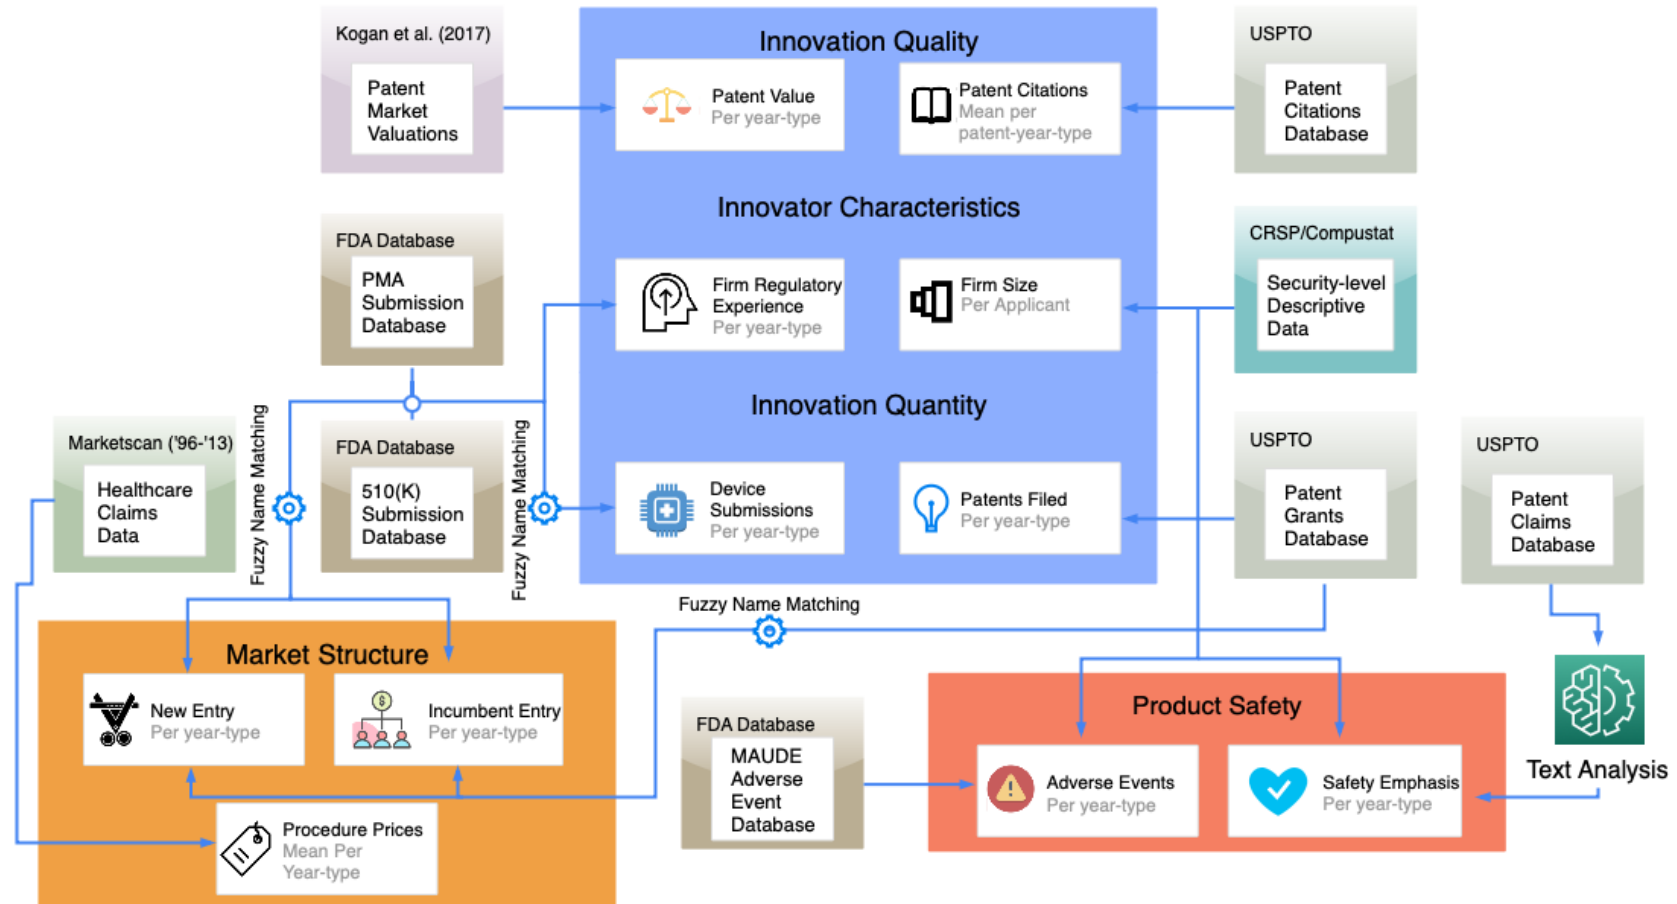 Kogan et al. (2017)
Patent
Market
Valuations
Innovation Quality
Patent Value
Per year-type
Patent Citations
Mean per
patent-year-type
USPTO
Patent
Citations
Database
FDA Database
PMA
Submission
Database
Innovator Characteristics
Firm Regulatory
Experience
Per year-type
Firm Size
Per Applicant
CRSP/Compustat
Security-level
Descriptive
Data
Marketscan ('96-'13)
Healthcare
Claims
Data
Fuzzy Name Matching
FDA Database
510(K)
Submission
Database
Fuzzy Name Matching
Innovation Quantity
Device
Submissions
Per year-type
Patents Filed
Per year-type
USPTO
Patent
Grants
Database
USPTO
Patent
Claims
Database
Fuzzy Name Matching
Market Structure
New Entry
Per year-type
$
Incumbent Entry
Per year-type
Procedure Prices
Mean Per
Year-type
FDA Database
MAUDE
Adverse
Event
Database
Product Safety
Adverse Events
Per year-type
Safety Emphasis
Per year-type
Text Analysis